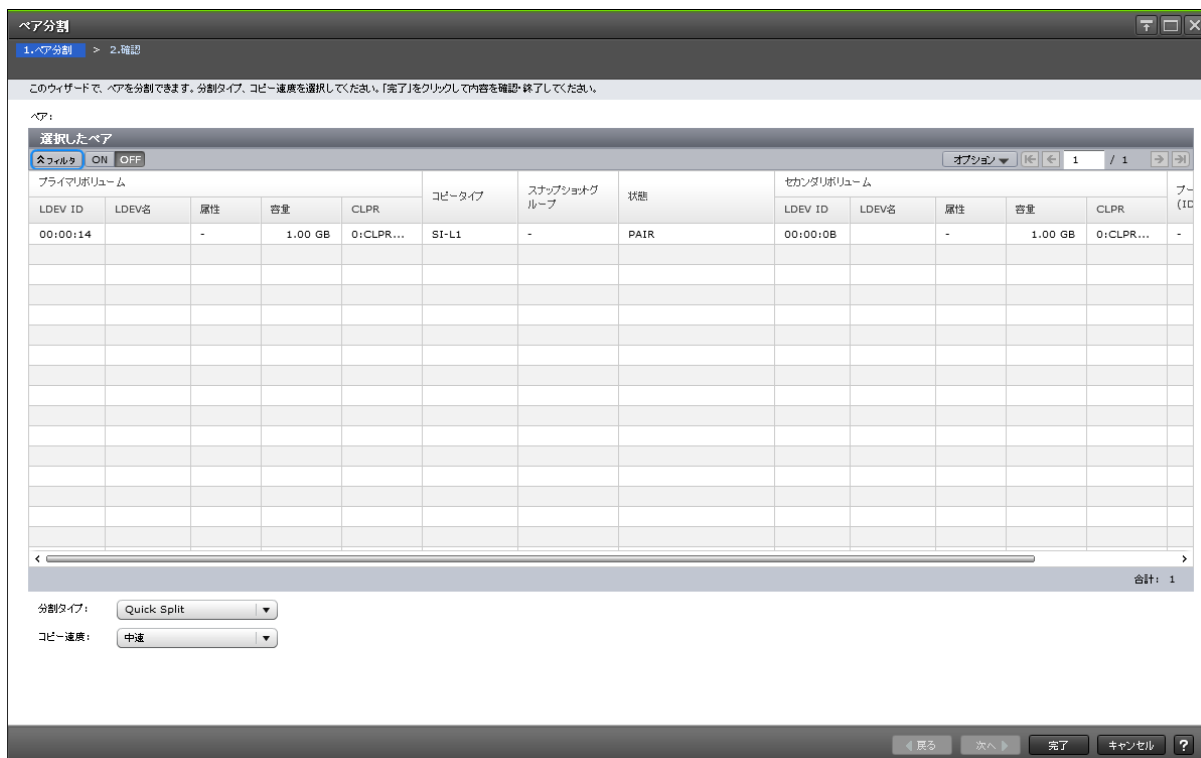 ペア分割
1.ペア分割 > 2.確認
このウィザードで、ペアを分割できます。分割タイプ、コピー速度を選択してください。「完了」をクリックして内容を確認・終了してください。
ペア:
選択したペア
フィルタ ON OFF オプション 1 / 1
プライマリボリューム コピータイプ スナップショットグループ 状態 セカンダリボリューム プー (ID
LDEV ID LDEV名 属性 容量 CLPR LDEV ID LDEV名 属性 容量 CLPR
00:00:14 - 1.00 GB 0:CLPR... SI-L1 - PAIR 00:00:0B - 1.00 GB 0:CLPR... -
合計: 1
分割タイプ: Quick Split
コピー速度: 中速
戻る 次へ 完了 キャンセル ?